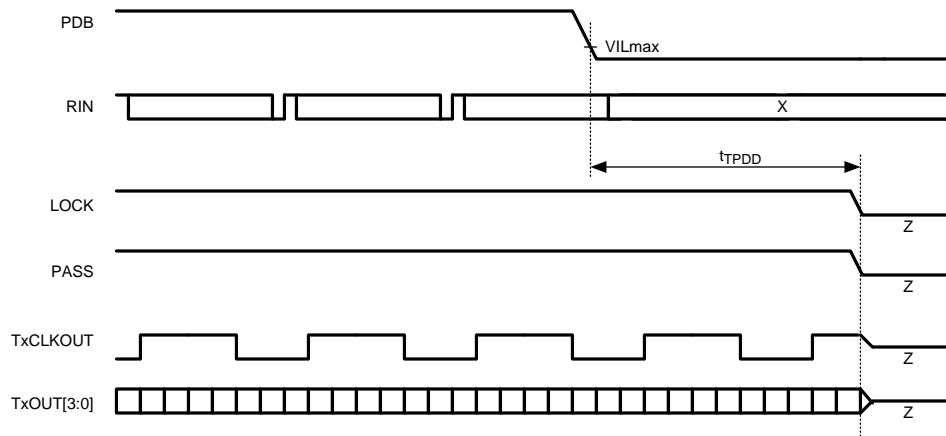 PDB
VILmax
RIN
X
tTPDD
LOCK
Z
PASS
Z
TxCLKOUT
Z
TxOUT[3:0]
Z